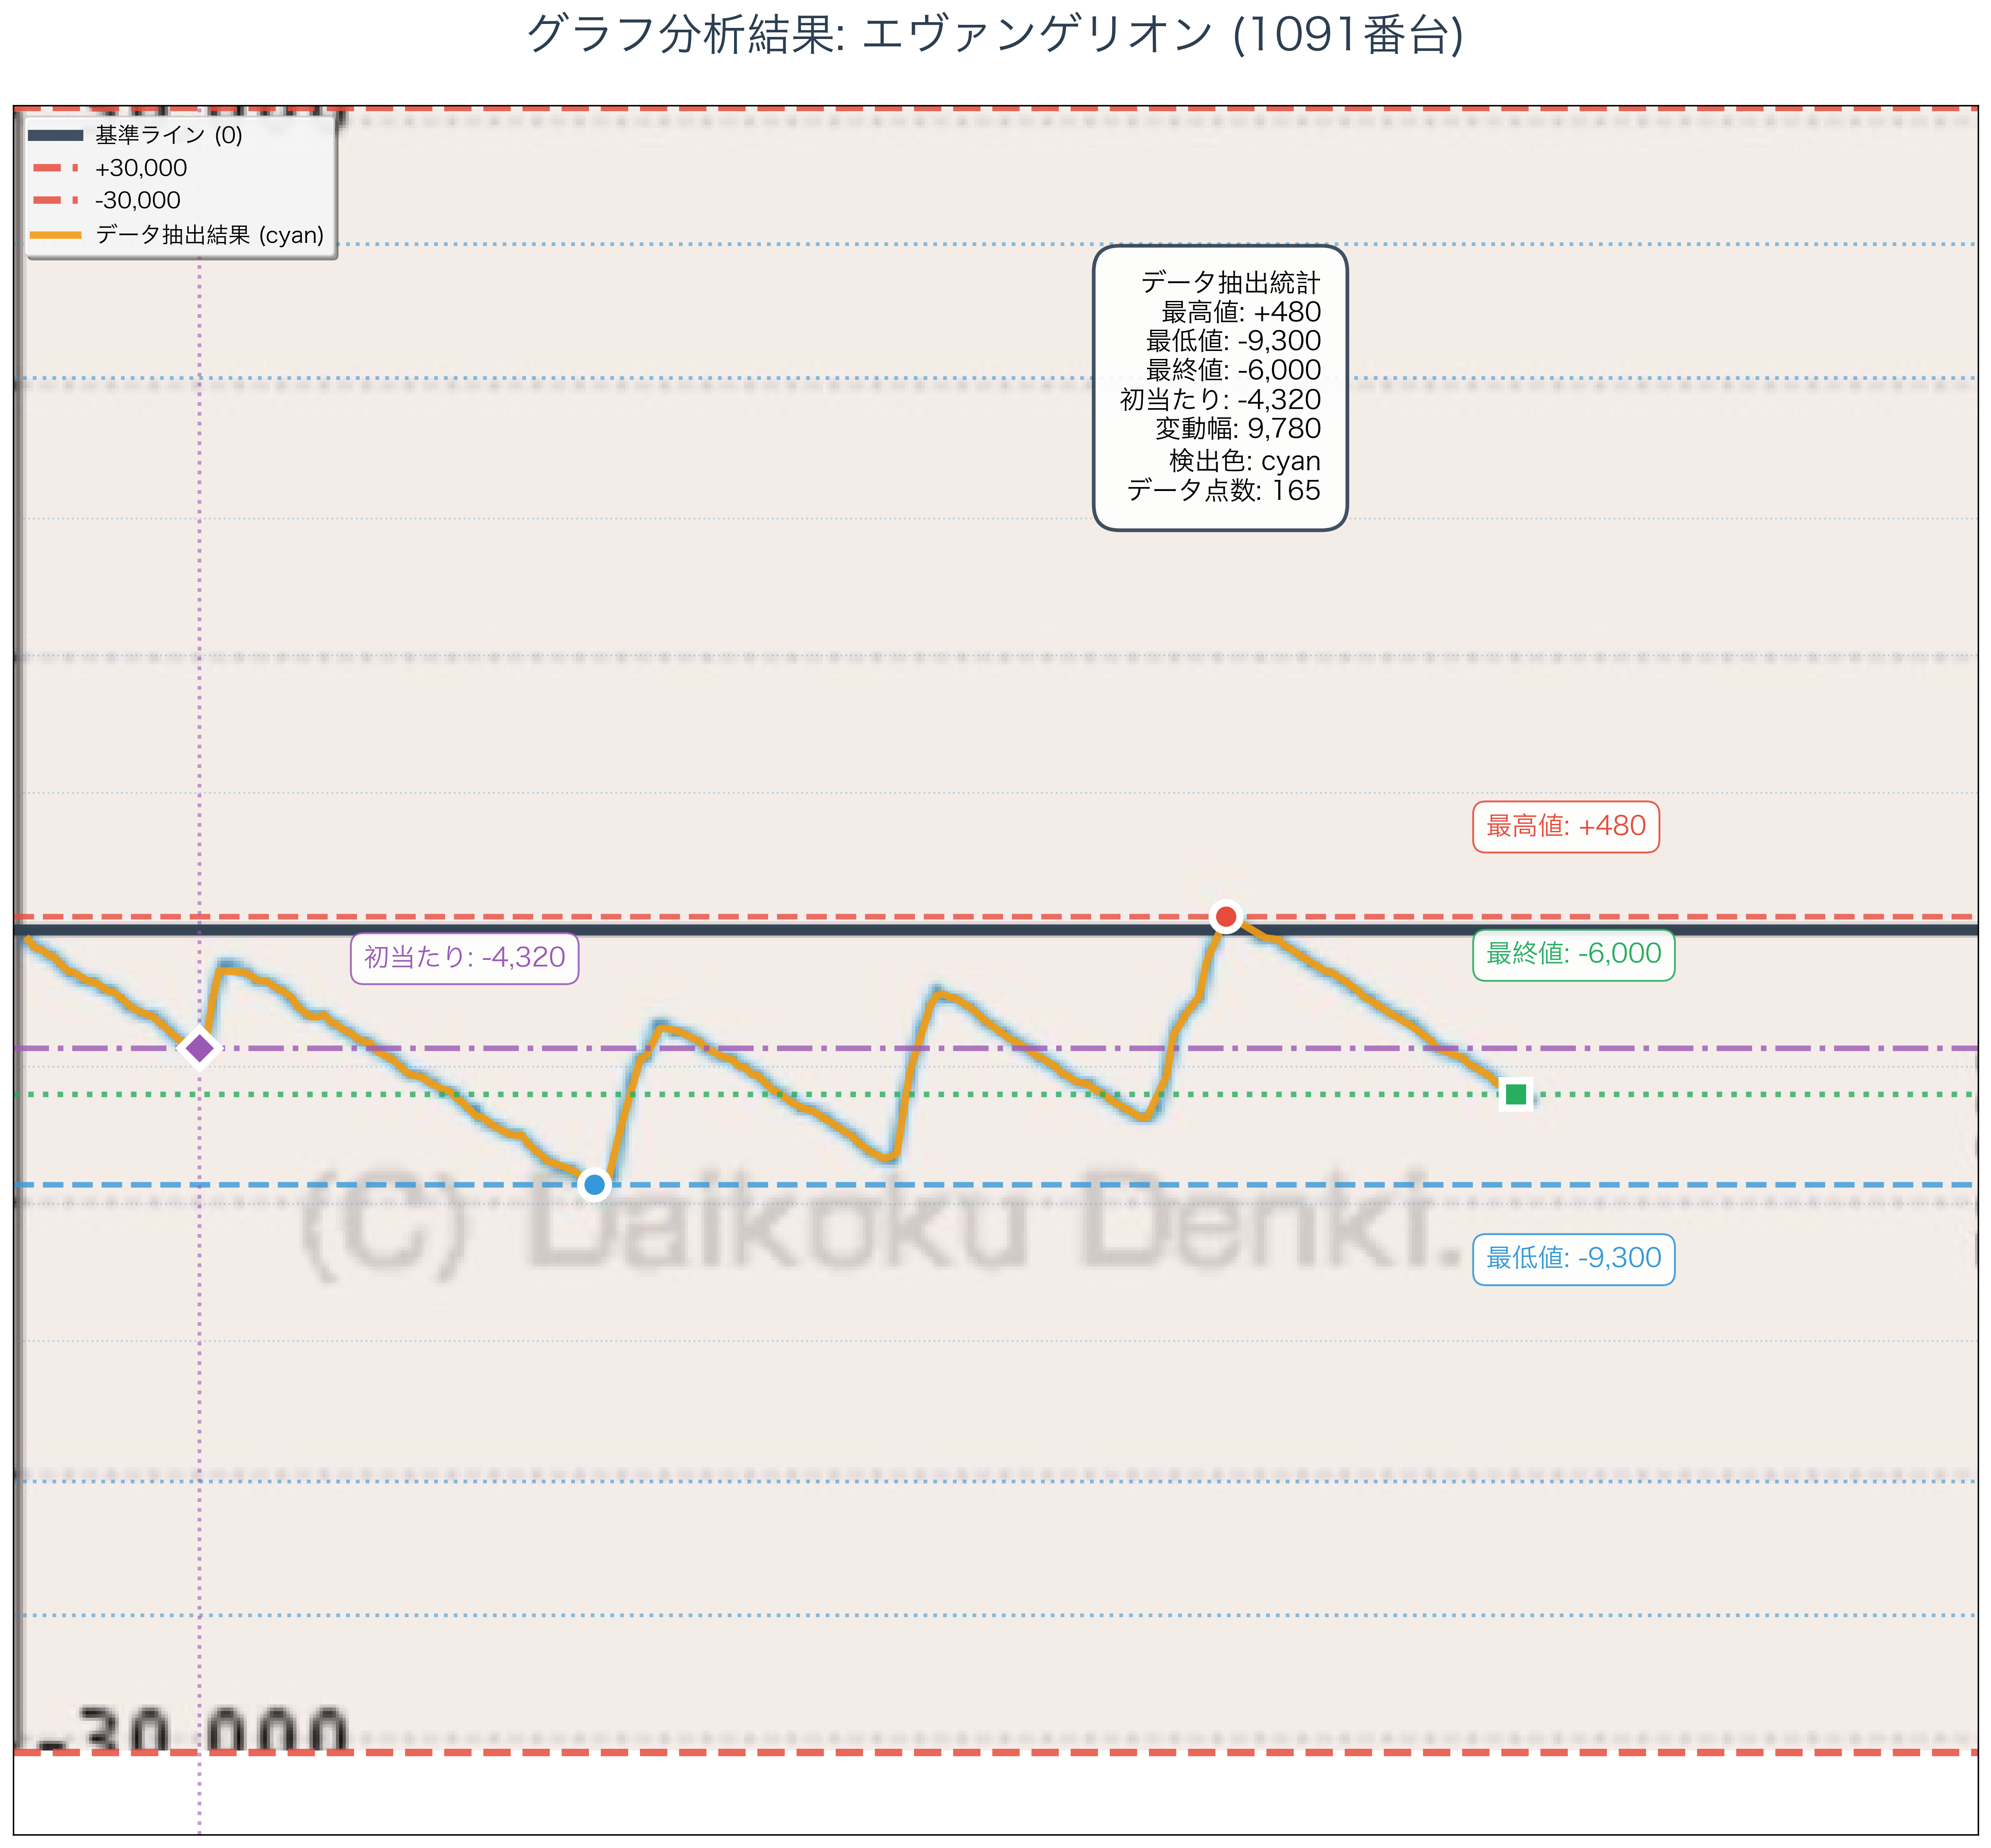 グラフ分析結果: エヴァンゲリオン (1091番台)
基準ライン (0)
+30,000
-30,000
データ抽出結果 (cyan)
データ抽出統計
最高値: +480
最低値: -9,300
最終値: -6,000
初当たり: -4,320
変動幅: 9,780
検出色: cyan
データ点数: 165
最高値: +480
初当たり: -4,320
最終値: -6,000
(C) Daikoku Denki.
最低値: -9,300
-30,000